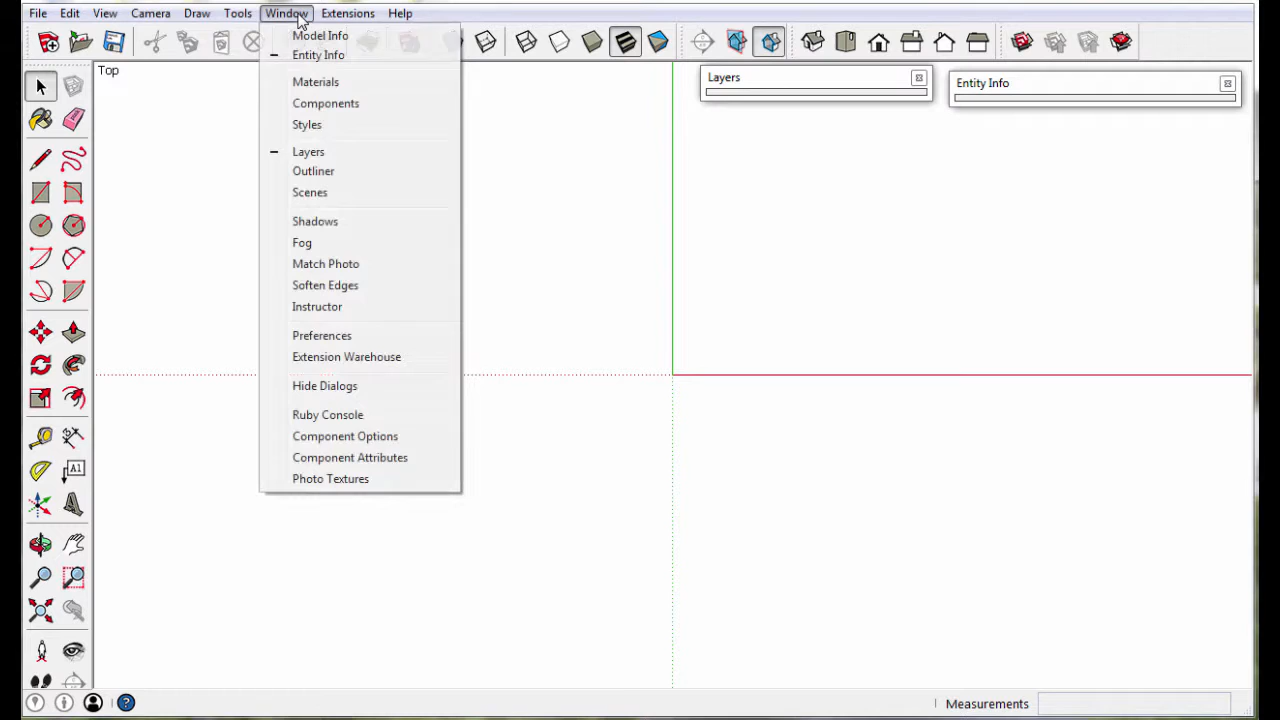 File Edit View Camera Draw Tools Window Extensions Help
Model Info
Entity Info
Materials
Components
Styles
Layers
Outliner
Scenes
Shadows
Fog
Match Photo
Soften Edges
Instructor
Preferences
Extension Warehouse
Hide Dialogs
Ruby Console
Component Options
Component Attributes
Photo Textures
Top
Layers
Entity Info
A1
A
Measurements